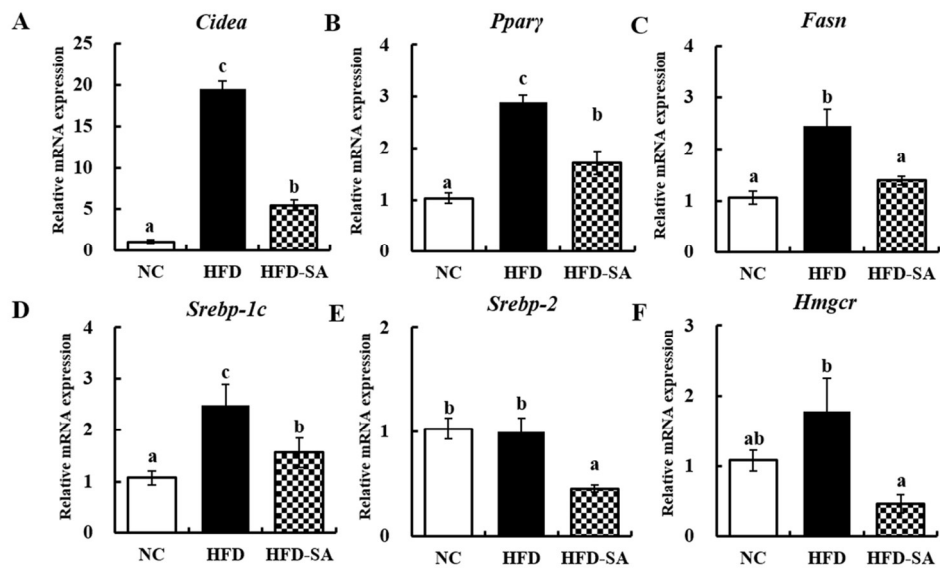 A
Cidea
Relative mRNA expression
25
20
15
10
5
0
a
c
b
NC HFD HFD-SA
B
Pparγ
Relative mRNA expression
4
3
2
1
0
a
c
b
NC HFD HFD-SA
C
Fasn
Relative mRNA expression
4
3
2
1
0
a
b
a
NC HFD HFD-SA
D
Srebp-1c
Relative mRNA expression
4
3
2
1
0
a
c
b
NC HFD HFD-SA
E
Srebp-2
Relative mRNA expression
2
1
0
b
b
a
NC HFD HFD-SA
F
Hmgcr
Relative mRNA expression
3
2
1
0
ab
b
a
NC HFD HFD-SA